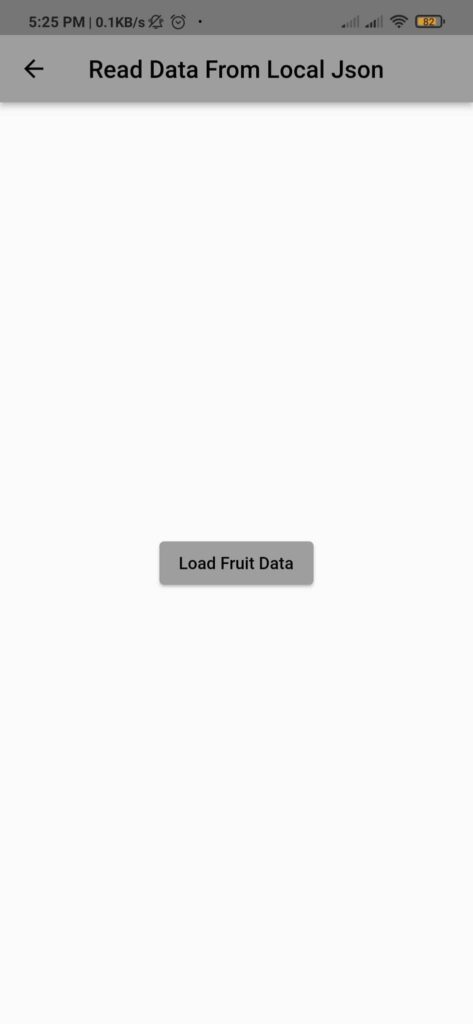 5:25 PM | 0.1KB/s
82
Read Data From Local Json
Load Fruit Data